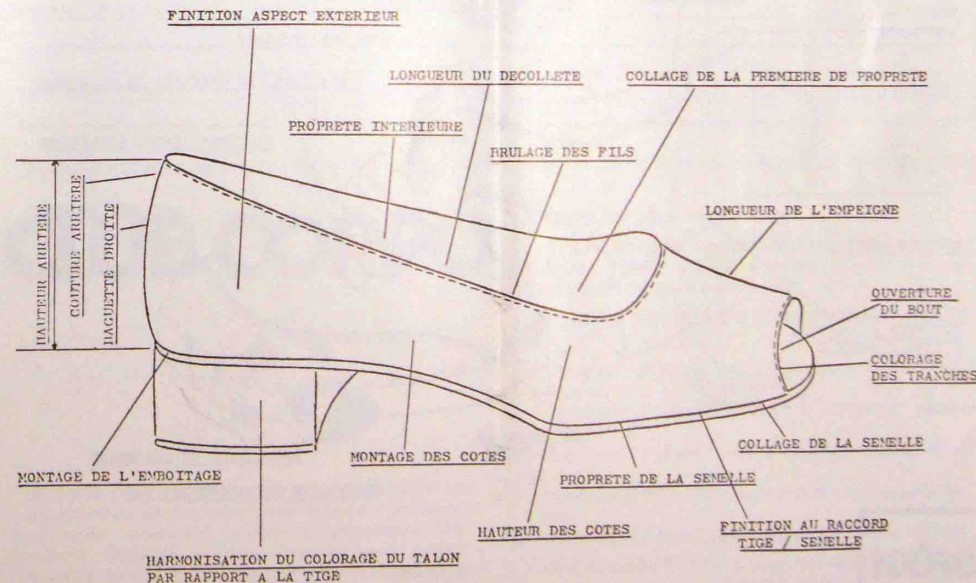 FINITION ASPECT EXTERIEUR
LONGUEUR DU DECOLLETE
COLLAGE DE LA PREMIERE DE PROPRETE
PROPRETE INTERIEURE
BRULAGE DES FILS
LONGUEUR DE L'EMPEIGNE
HAUTEUR ARRIERE
COUTURE ARRIERE
BAGUETTE DROITE
OUVERTURE
DU BOUT
COLORAGE
DES TRANCHES
COLLAGE DE LA SEMELLE
MONTAGE DE L'EMBOITAGE
MONTAGE DES COTES
PROPRETE DE LA SEMELLE
HAUTEUR DES COTES
FINITION AU RACCORD
TIGE / SEMELLE
HARMONISATION DU COLORAGE DU TALON
PAR RAPPORT A LA TIGE